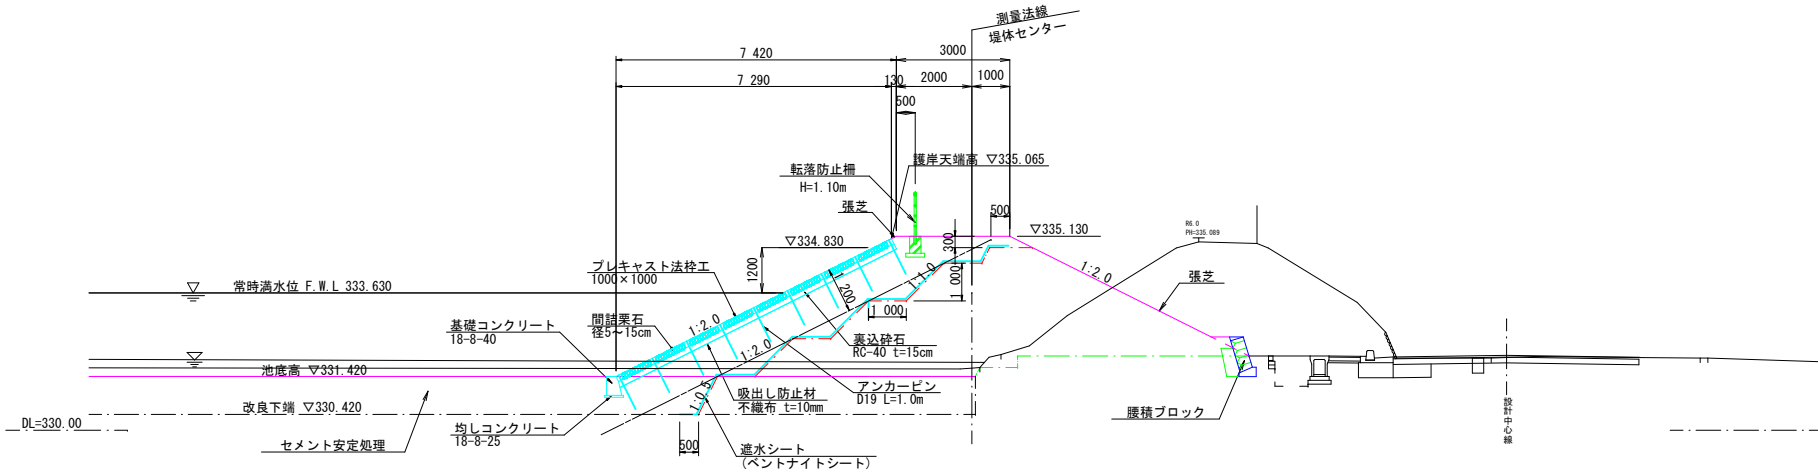 測量法線
堤体センター
7 420
3000
7 290
130
2000
1000
500
護岸天端高 ▽335.065
転落防止柵
H=1.10m
張芝
500
R6.0
PH=335.089
▽334.830
300
▽335.130
プレキャスト法枠工
1000×1000
1200
1:1.0
1:2.0
張芝
常時満水位 F.W.L 333.630
200
1 000
1 000
基礎コンクリート
18-8-40
間詰栗石
径5~15cm
1:2.0
1:2.0
裏込砕石
RC-40 t=15cm
池底高 ▽331.420
アンカーピン
D19 L=1.0m
吸出し防止材
不織布 t=10mm
1:0.5
改良下端 ▽330.420
腰積ブロック
設計中心線
DL=330.00
均しコンクリート
18-8-25
セメント安定処理
500
遮水シート
(ベントナイトシート)